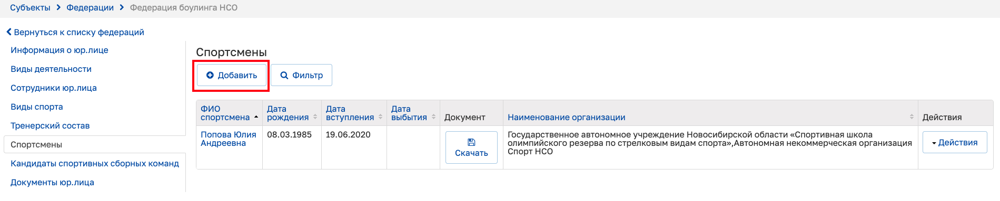 Субъекты > Федерации > Федерация боулинга НСО
Вернуться к списку федераций
Информация о юр.лице
Виды деятельности
Сотрудники юр.лица
Виды спорта
Тренерский состав
Спортсмены
Кандидаты спортивных сборных команд
Документы юр.лица
Спортсмены
Добавить
Фильтр
ФИО
спортсмена
Дата
рождения
Дата
вступления
Дата
выбытия
Документ
Наименование организации
Действия
Попова Юлия
Андреевна
08.03.1985
19.06.2020
Скачать
Государственное автономное учреждение Новосибирской области «Спортивная школа
олимпийского резерва по стрелковым видам спорта»,Автономная некоммерческая организация
Спорт НСО
Действия